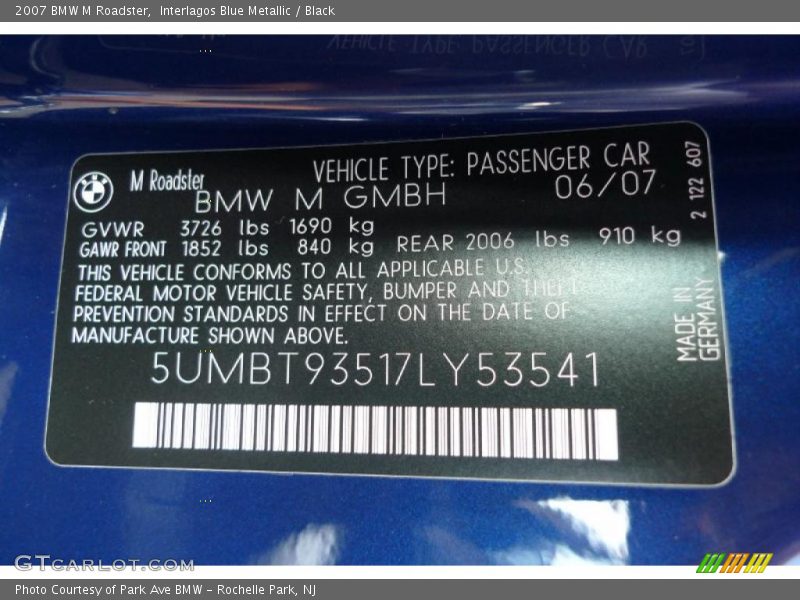 2007 BMW M Roadster,  Interlagos Blue Metallic / Black
VEHICLE TYPE: PASSENGER CAR
M Roadster
BMW M GMBH 06/07
GVWR 3726 lbs 1690 kg
GAWR FRONT 1852 lbs 840 kg REAR 2006 lbs 910 kg
THIS VEHICLE CONFORMS TO ALL APPLICABLE U.S.
FEDERAL MOTOR VEHICLE SAFETY, BUMPER AND THEFT
PREVENTION STANDARDS IN EFFECT ON THE DATE OF
MANUFACTURE SHOWN ABOVE.
5UMBT93517LY53541
2 122 607
MADE IN
GERMANY
GTcarlot.com
Photo Courtesy of Park Ave BMW - Rochelle Park, NJ